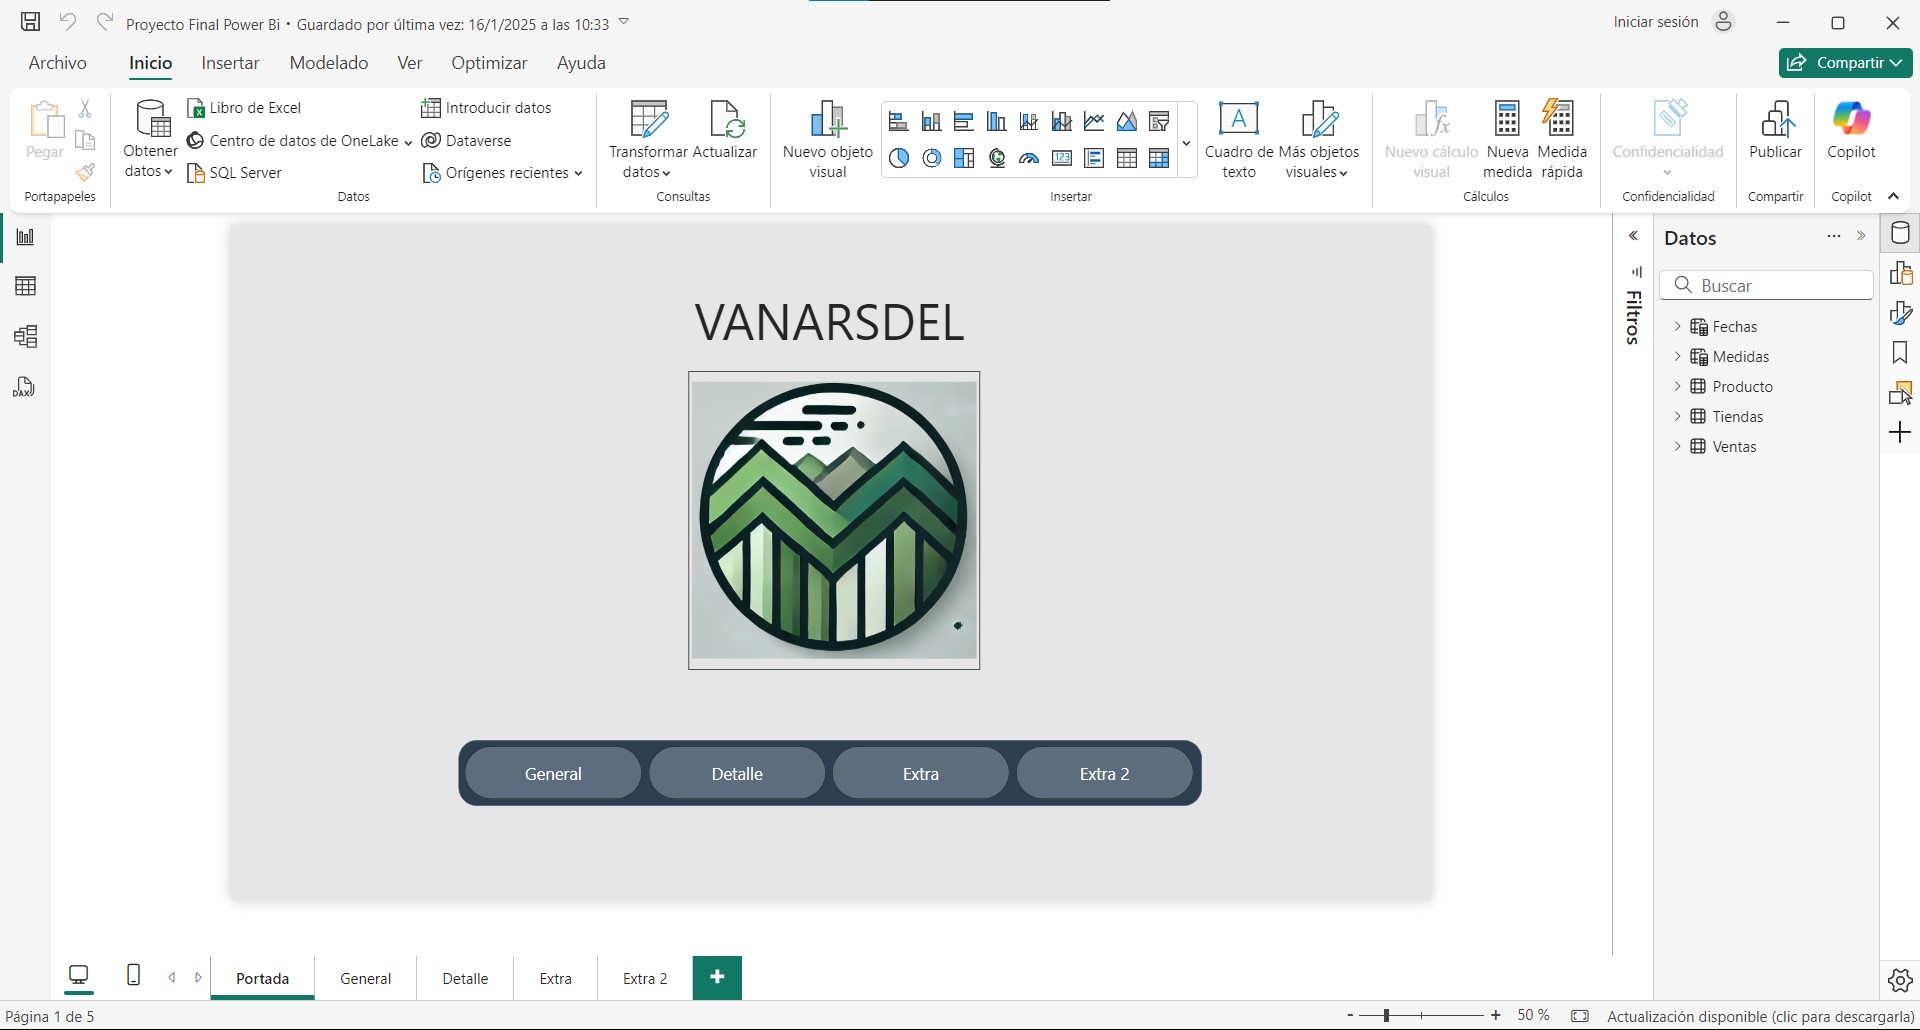 Proyecto Final Power Bi • Guardado por última vez: 16/1/2025 a las 10:33
Iniciar sesión
Archivo
Inicio
Insertar
Modelado
Ver
Optimizar
Ayuda
Compartir
Pegar
Portapapeles
Obtener
datos
Libro de Excel
Centro de datos de OneLake
SQL Server
Introducir datos
Dataverse
Orígenes recientes
Datos
Transformar
datos
Actualizar
Consultas
Nuevo objeto
visual
Cuadro de
texto
Más objetos
visuales
Insertar
Nuevo cálculo
visual
Nueva
medida
Medida
rápida
Cálculos
Confidencialidad
Confidencialidad
Publicar
Compartir
Copilot
Copilot
DAX
VANARSDEL
General
Detalle
Extra
Extra 2
Filtros
Datos
Buscar
Fechas
Medidas
Producto
Tiendas
Ventas
Portada
General
Detalle
Extra
Extra 2
Página 1 de 5
50 %
Actualización disponible (clic para descargarla)